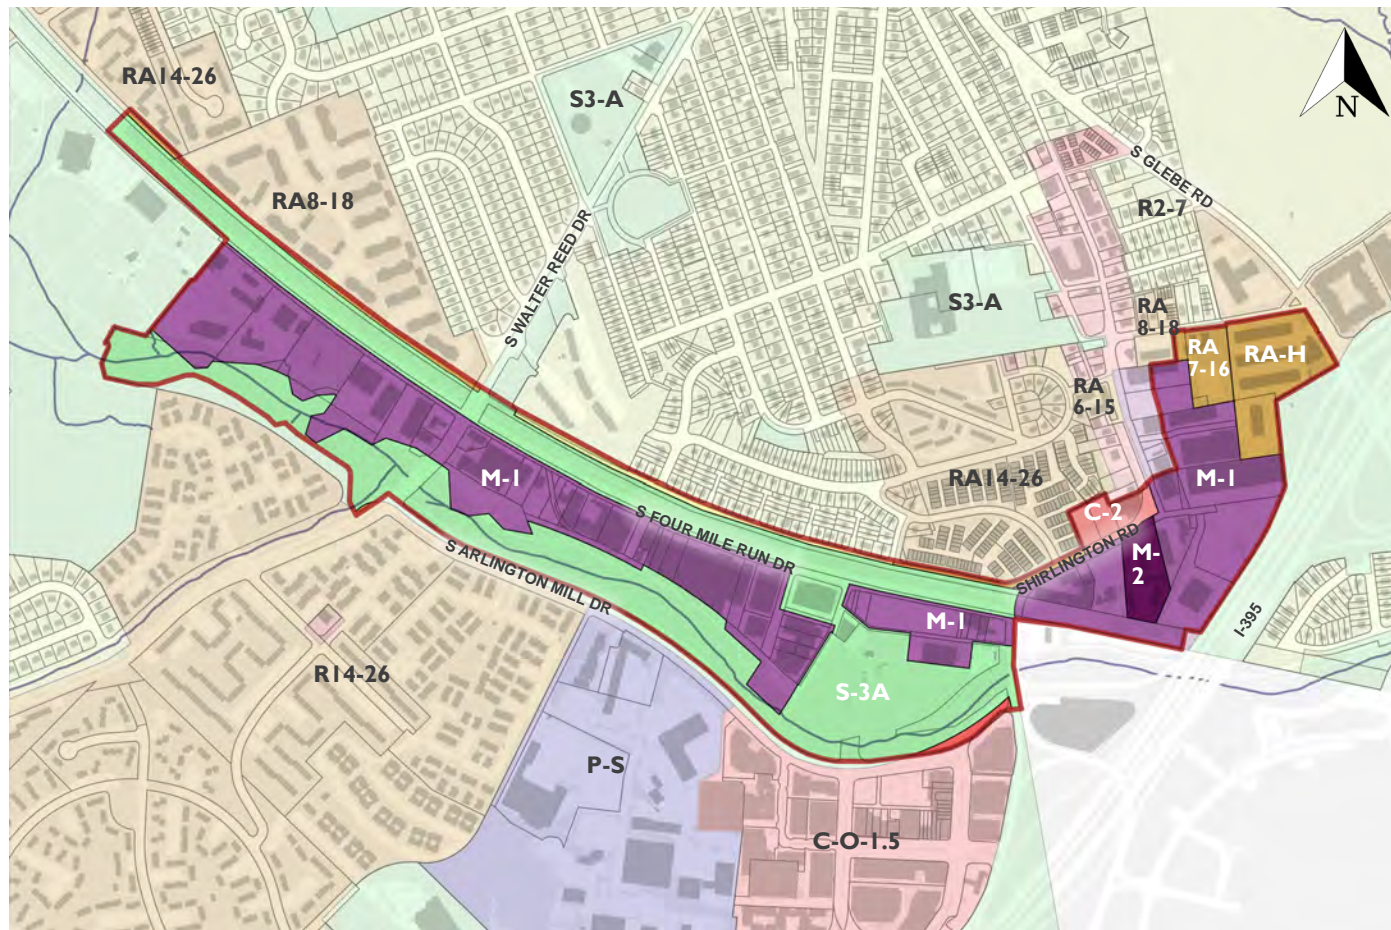 RA14-26
S3-A
N
S GLEBE RD
RA8-18
R2-7
S WALTER REED DR
S3-A
RA
8-18
RA
7-16
RA-H
RA
6-15
M-1
RA14-26
M-1
C-2
S FOUR MILE RUN DR
SHIRLINGTON RD
M-
2
S ARLINGTON MILL DR
M-1
I-395
R14-26
S-3A
P-S
C-O-1.5